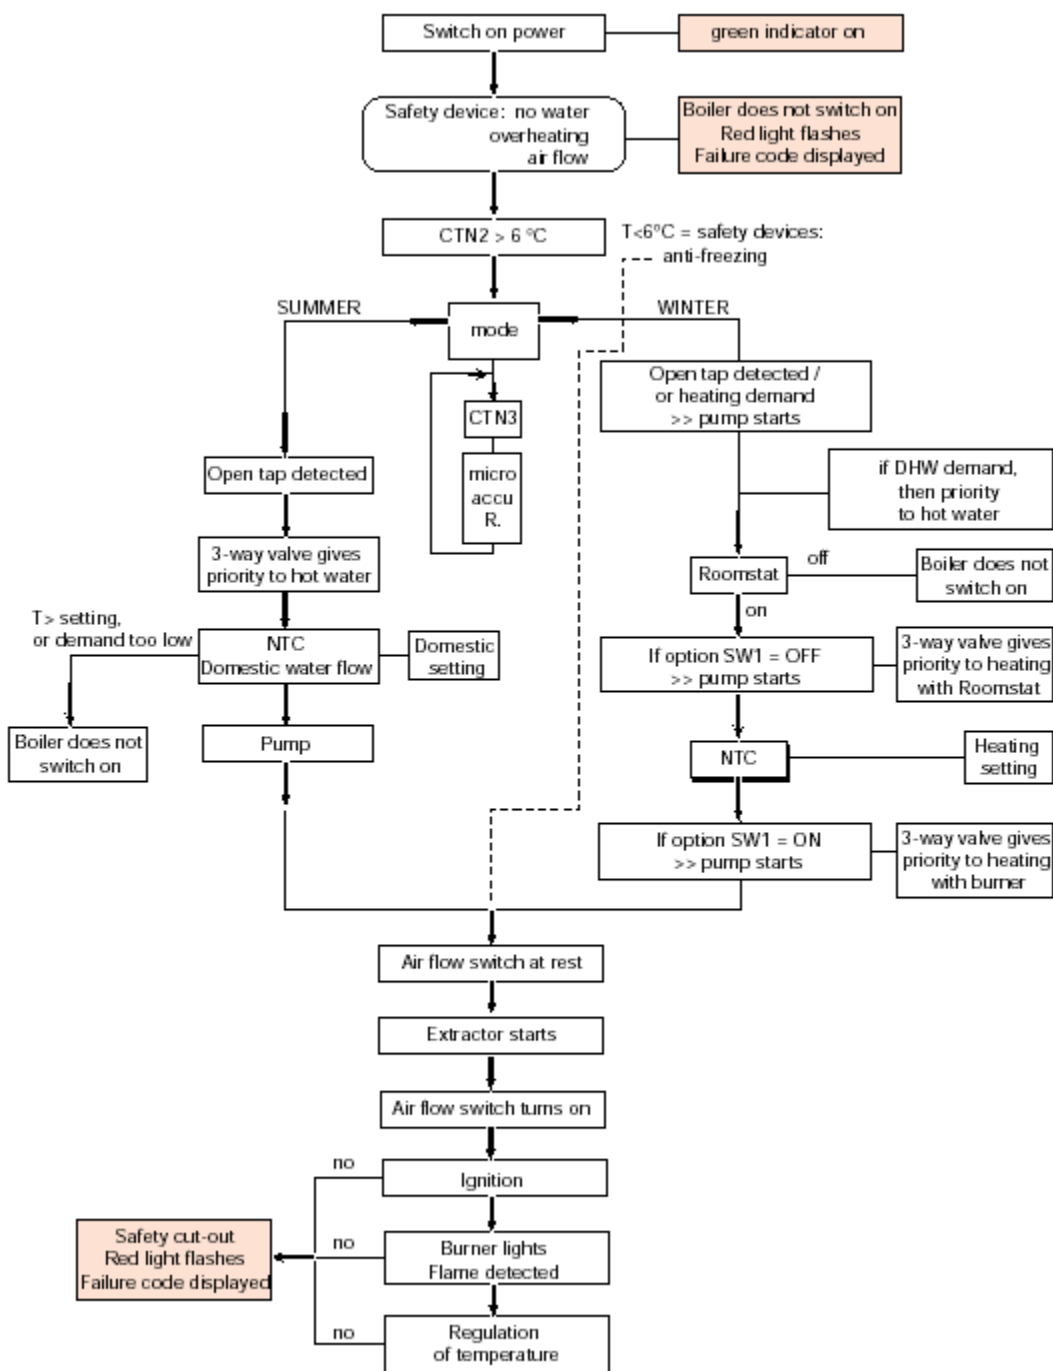 Switch on power
green indicator on
Safety device: no water
overheating
air flow
Boiler does not switch on
Red light flashes
Failure code displayed
CTN2 > 6 ºC
T<6ºC = safety devices:
anti-freezing
SUMMER
mode
WINTER
Open tap detected /
or heating demand
>> pump starts
CTN3
micro
accu
R.
Open tap detected
if DHW demand,
then priority
to hot water
3-way valve gives
priority to hot water
Roomstat
off
Boiler does not
switch on
on
T> setting,
or demand too low
NTC
Domestic water flow
Domestic
setting
If option SW1 = OFF
>> pump starts
3-way valve gives
priority to heating
with Roomstat
Boiler does not
switch on
Pump
NTC
Heating
setting
If option SW1 = ON
>> pump starts
3-way valve gives
priority to heating
with burner
Air flow switch at rest
Extractor starts
Air flow switch turns on
no
Ignition
Safety cut-out
Red light flashes
Failure code displayed
no
Burner lights
Flame detected
no
Regulation
of temperature